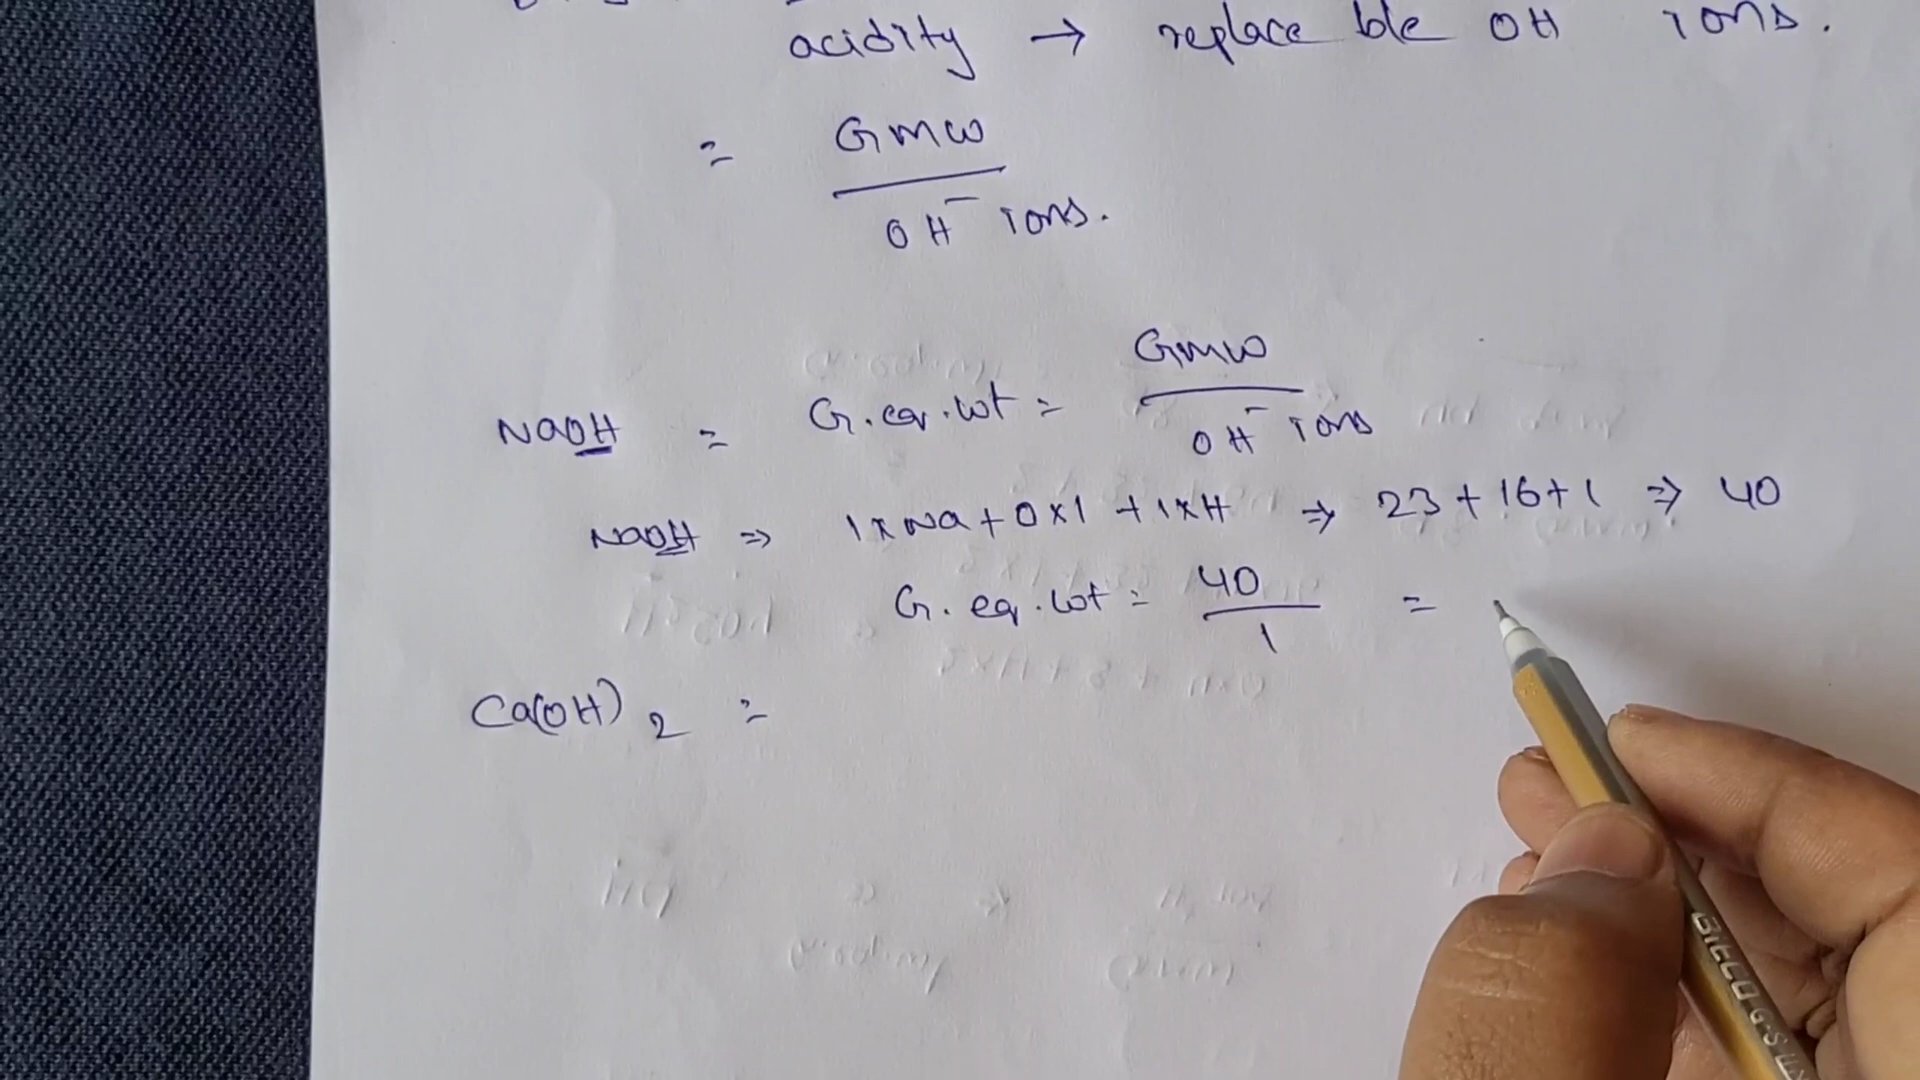 acidity → replaceble OH ions.
= GMW
OH⁻ ions.
GMW
NaOH = G.eq.wt = OH⁻ ions
NaOH ⇒ 1×Na + O×1 + 1×H ⇒ 23 + 16 + 1 ⇒ 40
G. eq. wt = 40 =
1
Ca(OH)2 =